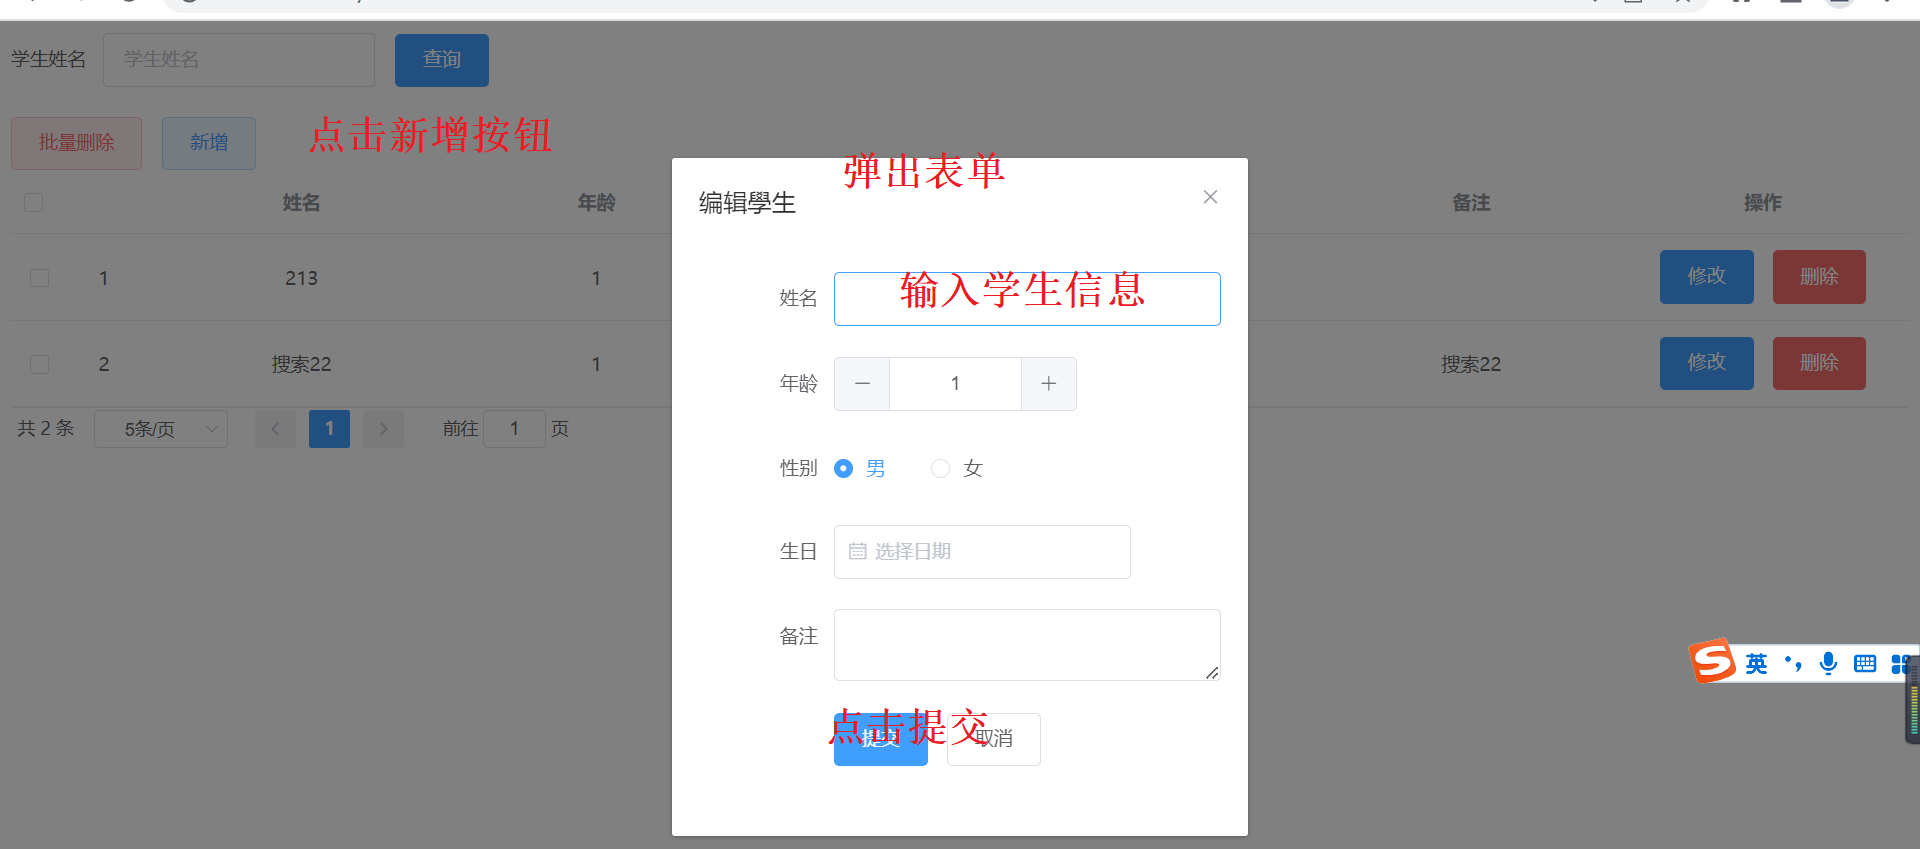 学生姓名 学生姓名 查询
批量删除 新增 点击新增按钮
弹出表单
编辑學生
姓名 年龄 备注 操作
1 213 1 修改 删除
2 搜索22 1 搜索22 修改 删除
共 2 条 5条/页 1 前往 1 页
姓名 输入学生信息
年龄 1
性别 男 女
生日 选择日期
备注
点击提交
提交 取消
英